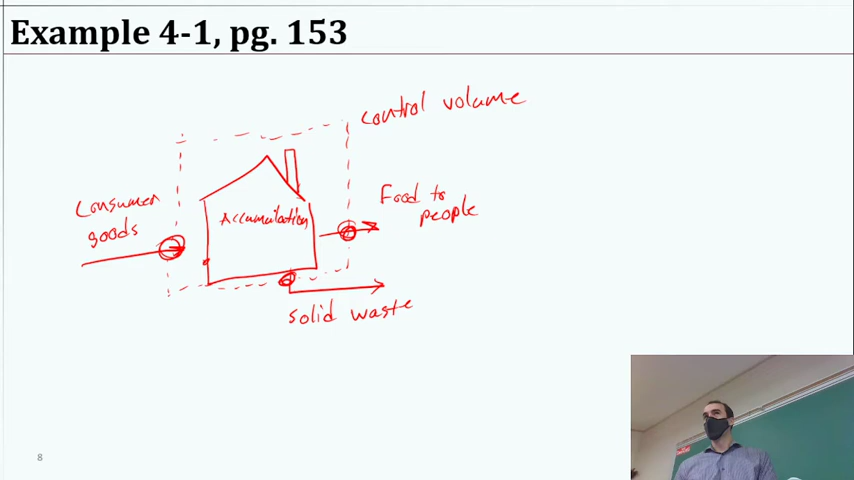 Example 4-1, pg. 153
control volume
Consumer
goods
Accumulation
Food to
people
solid waste
8